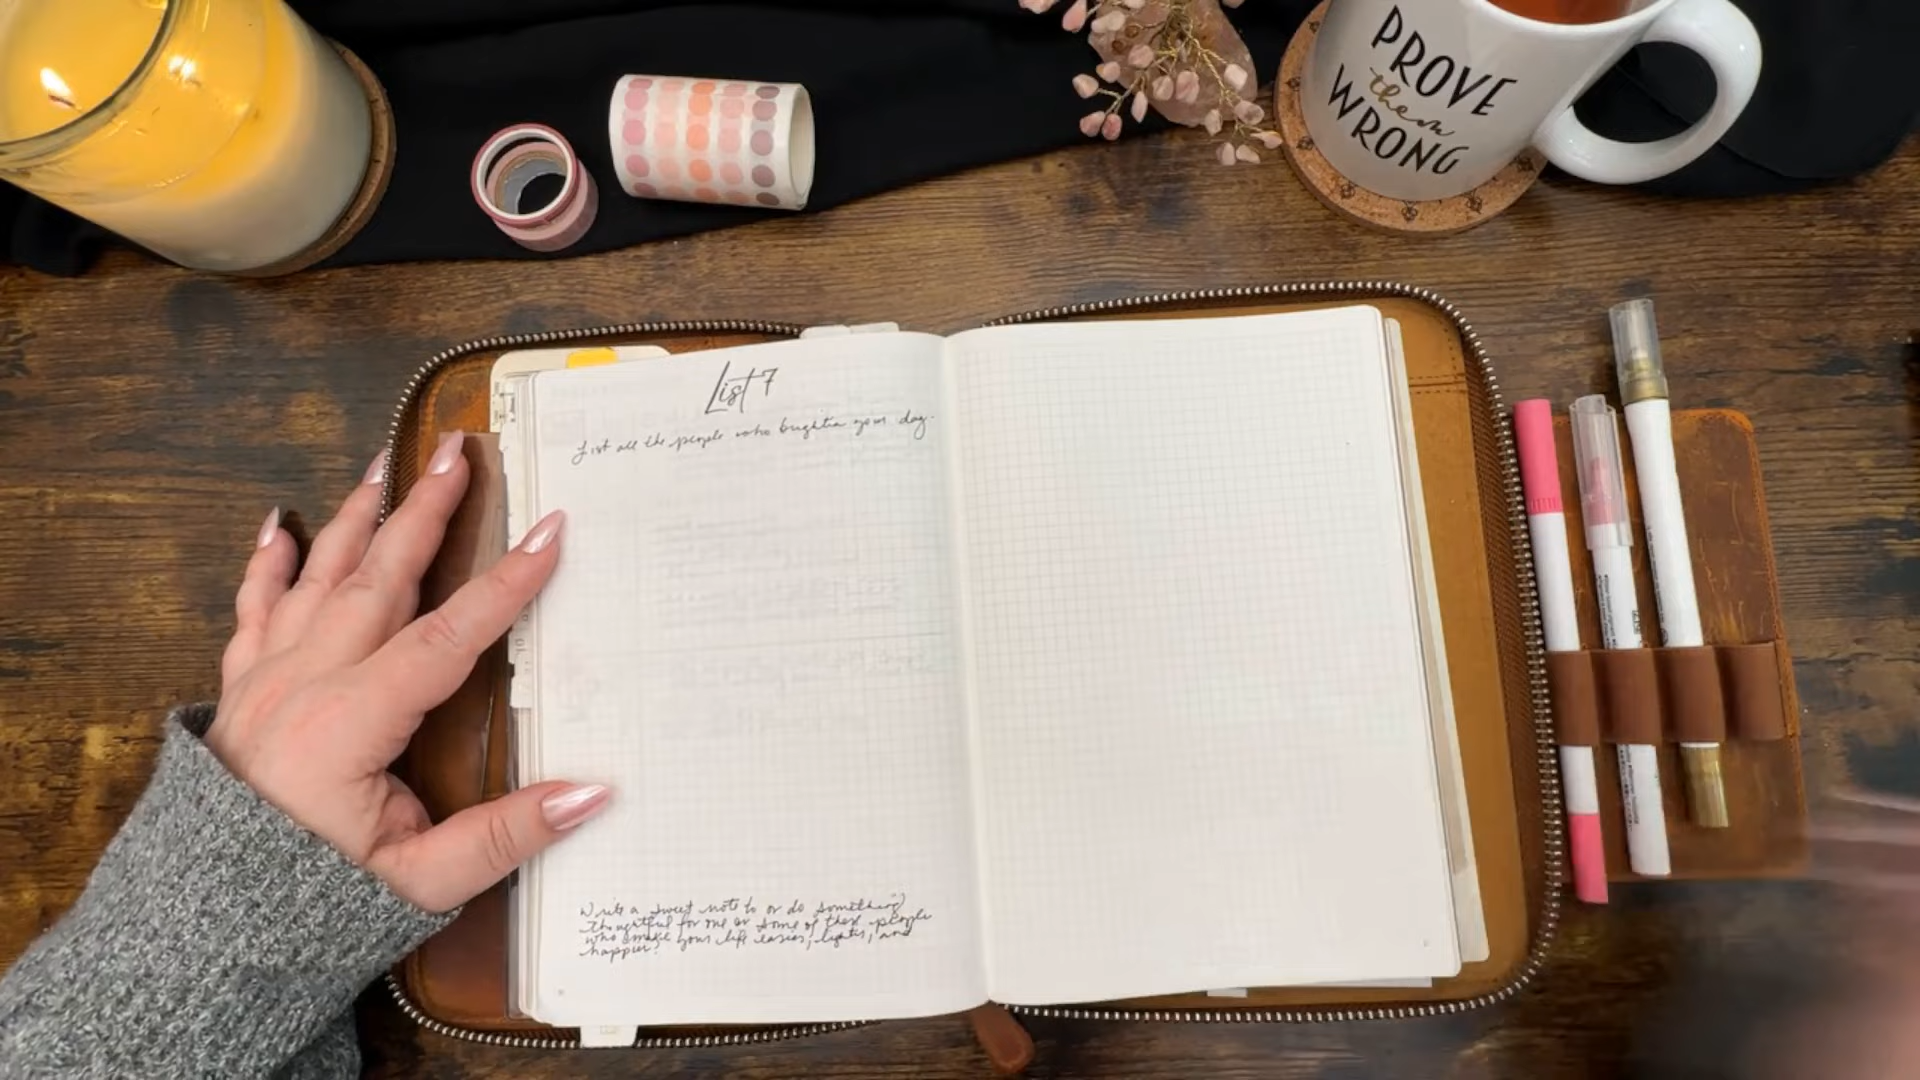 PROVE
them
WRONG
List 7
List all the people who brighten your day.
Write a sweet note to or do something
thoughtful for one or some of these people
who make your life easier, lighter, and
happier.